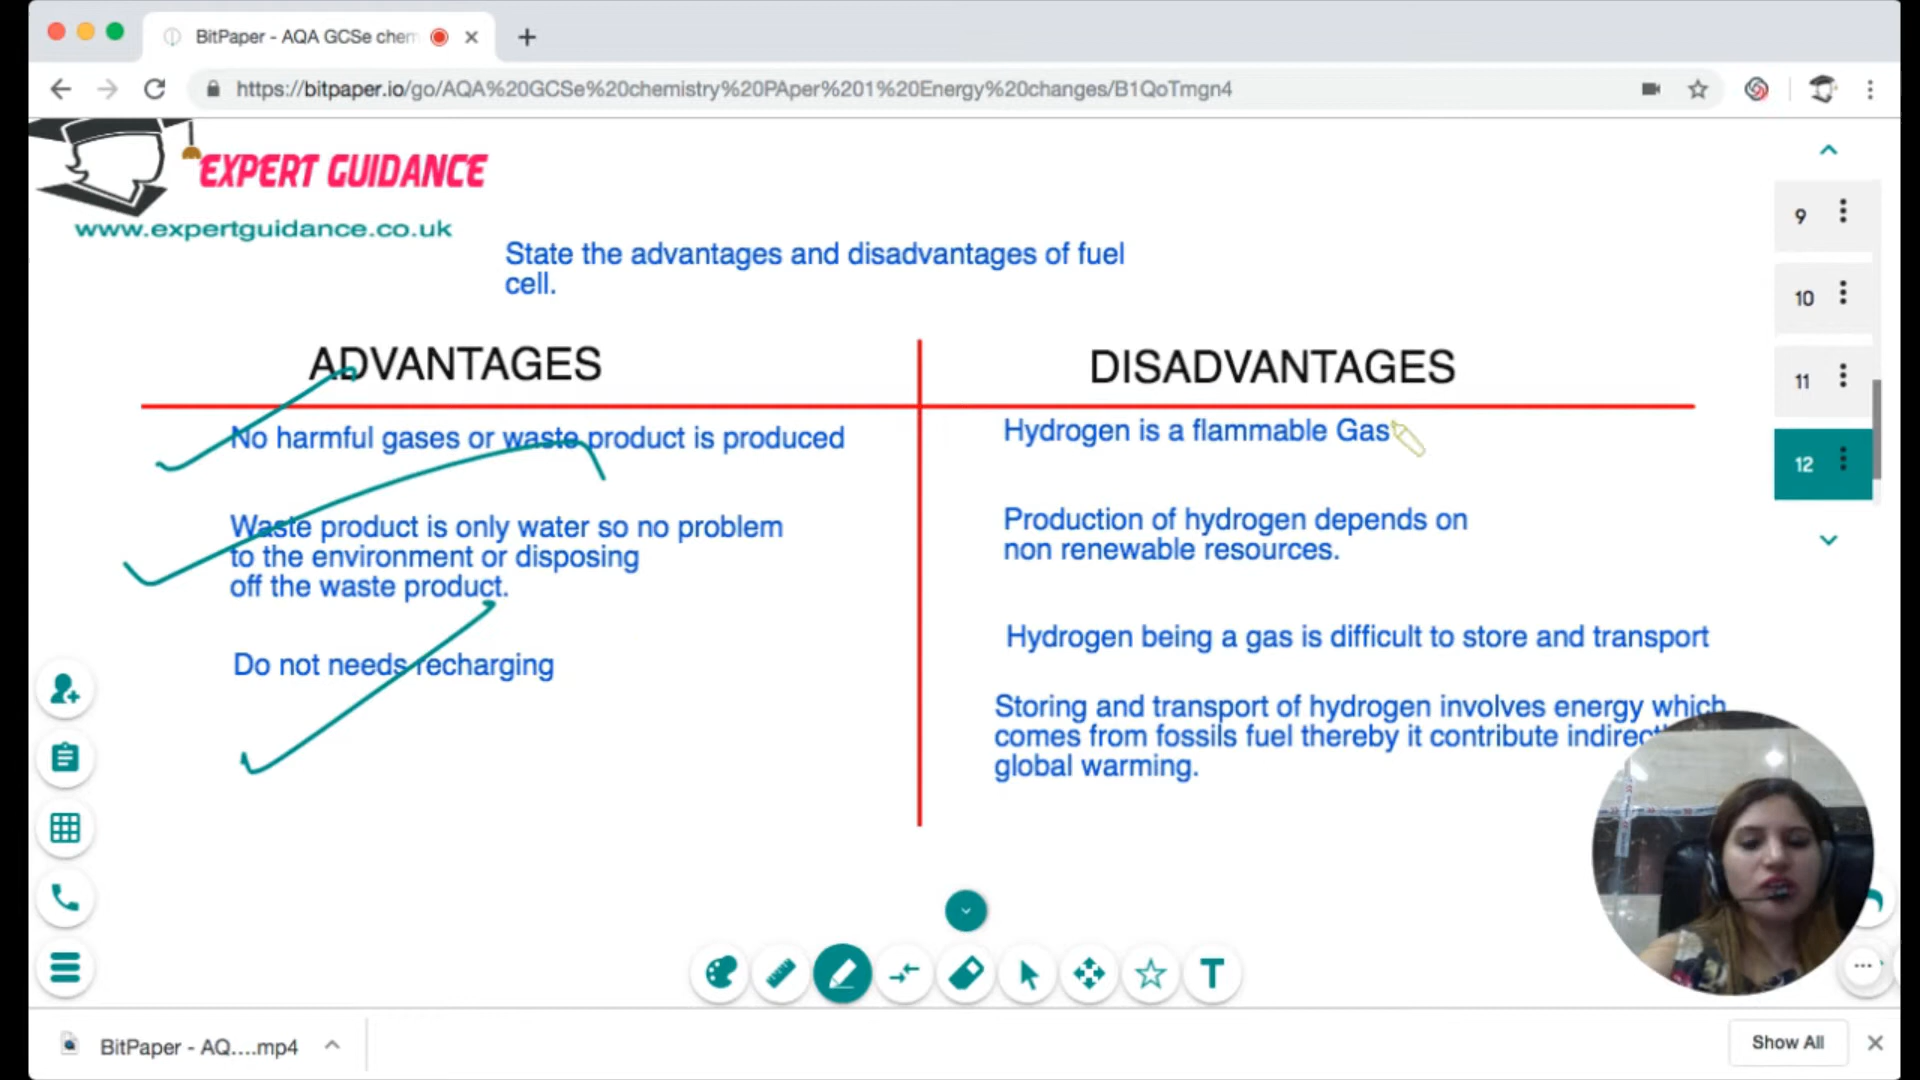 BitPaper - AQA GCSe chem
https://bitpaper.io/go/AQA%20GCSe%20chemistry%20PAper%201%20Energy%20changes/B1QoTmgn4
EXPERT GUIDANCE
www.expertguidance.co.uk
State the advantages and disadvantages of fuel
cell.
ADVANTAGES
No harmful gases or waste product is produced
Waste product is only water so no problem
to the environment or disposing
off the waste product.
Do not needs recharging
DISADVANTAGES
Hydrogen is a flammable Gas
Production of hydrogen depends on
non renewable resources.
Hydrogen being a gas is difficult to store and transport
Storing and transport of hydrogen involves energy which
comes from fossils fuel thereby it contribute
global warming.
9
10
11
12
T
BitPaper - AQ....mp4
Show All